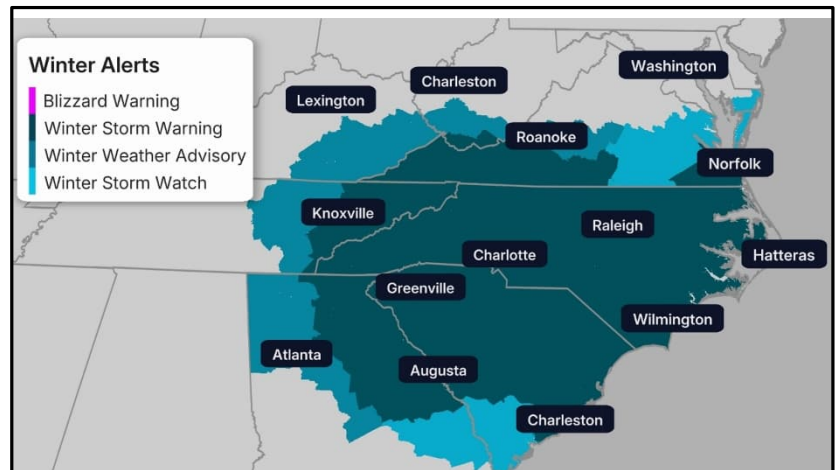 Winter Alerts
Blizzard Warning
Winter Storm Warning
Winter Weather Advisory
Winter Storm Watch
Washington
Charleston
Lexington
Roanoke
Norfolk
Knoxville
Raleigh
Charlotte
Hatteras
Greenville
Wilmington
Atlanta
Augusta
Charleston